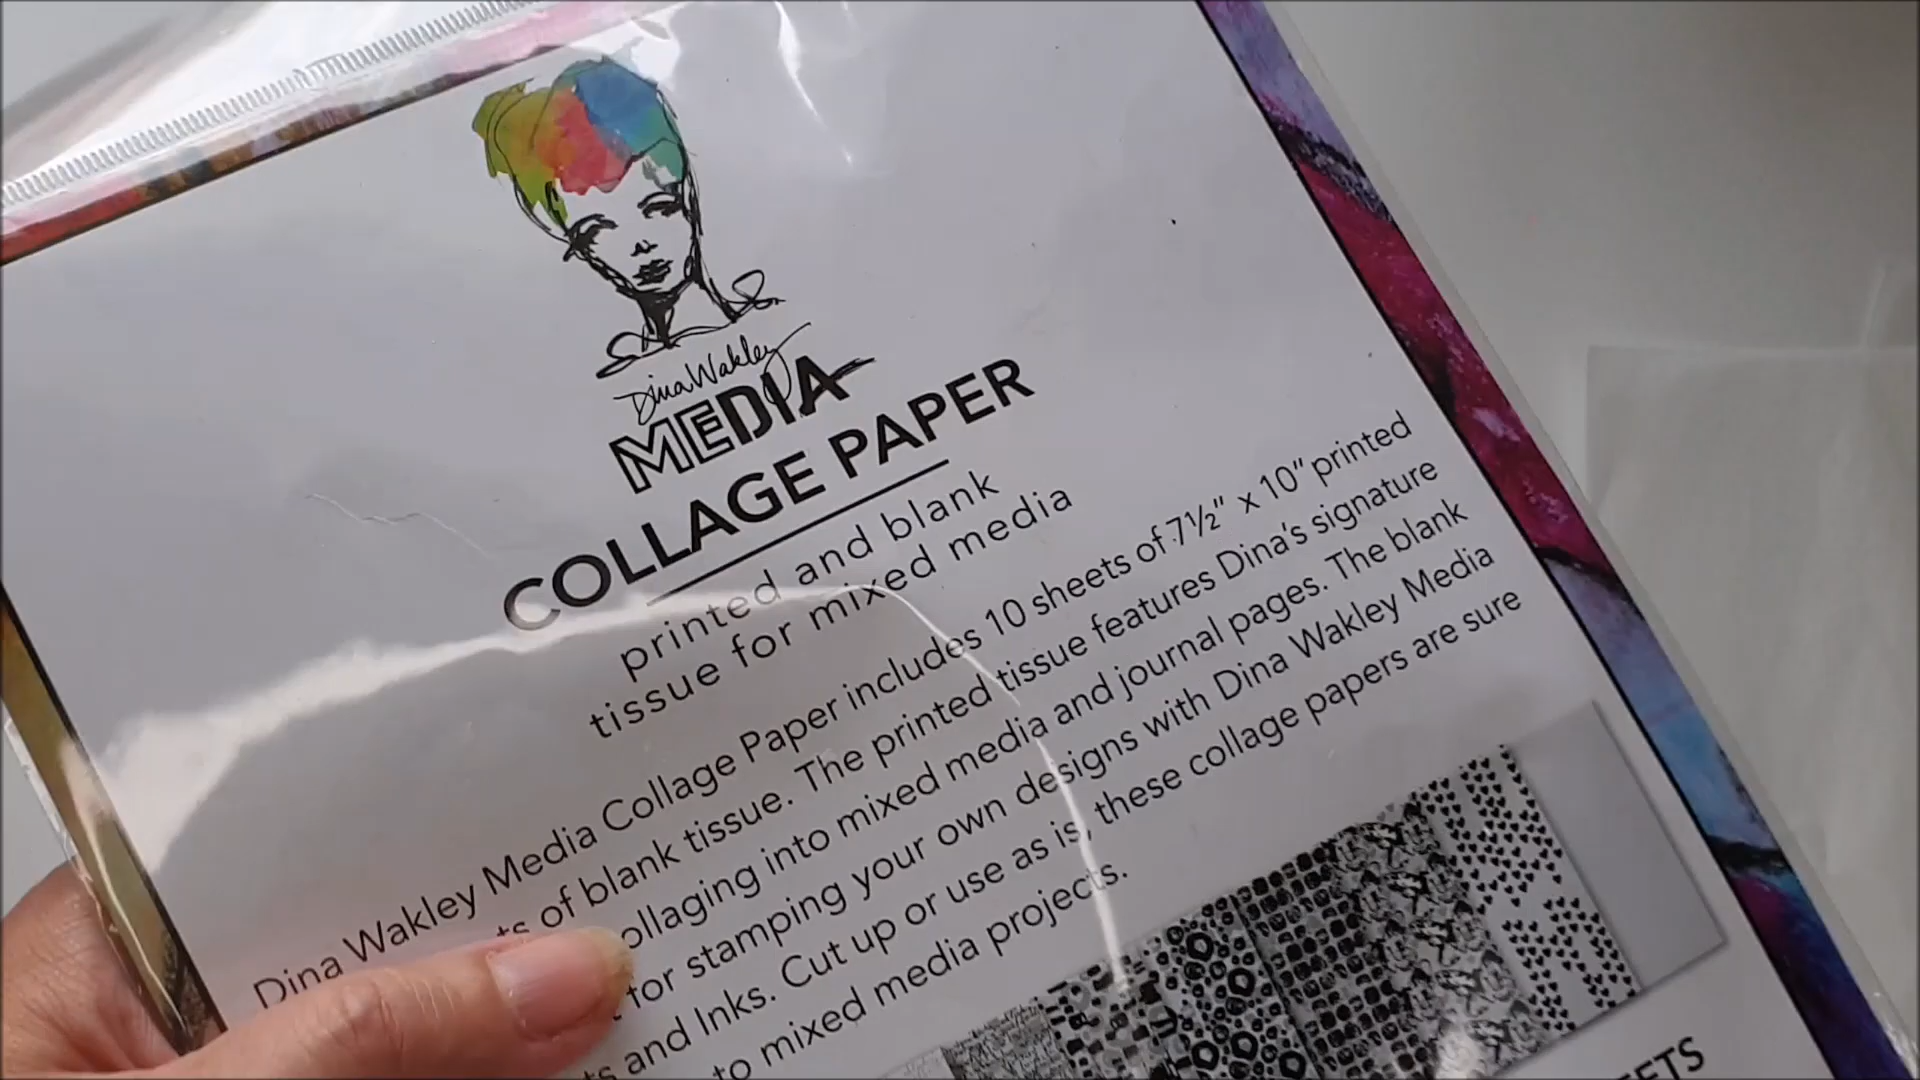 Dina Wakley
MEDIA
COLLAGE PAPER
printed and blank
tissue for mixed media
Dina Wakley Media Collage Paper includes 10 sheets of 7½" x 10" printed
of blank tissue. The printed tissue features Dina's signature
into mixed media and journal pages. The blank
for stamping your own designs with Dina Wakley Media
and Inks. Cut up or use as is, these collage papers are sure
to mixed media projects.